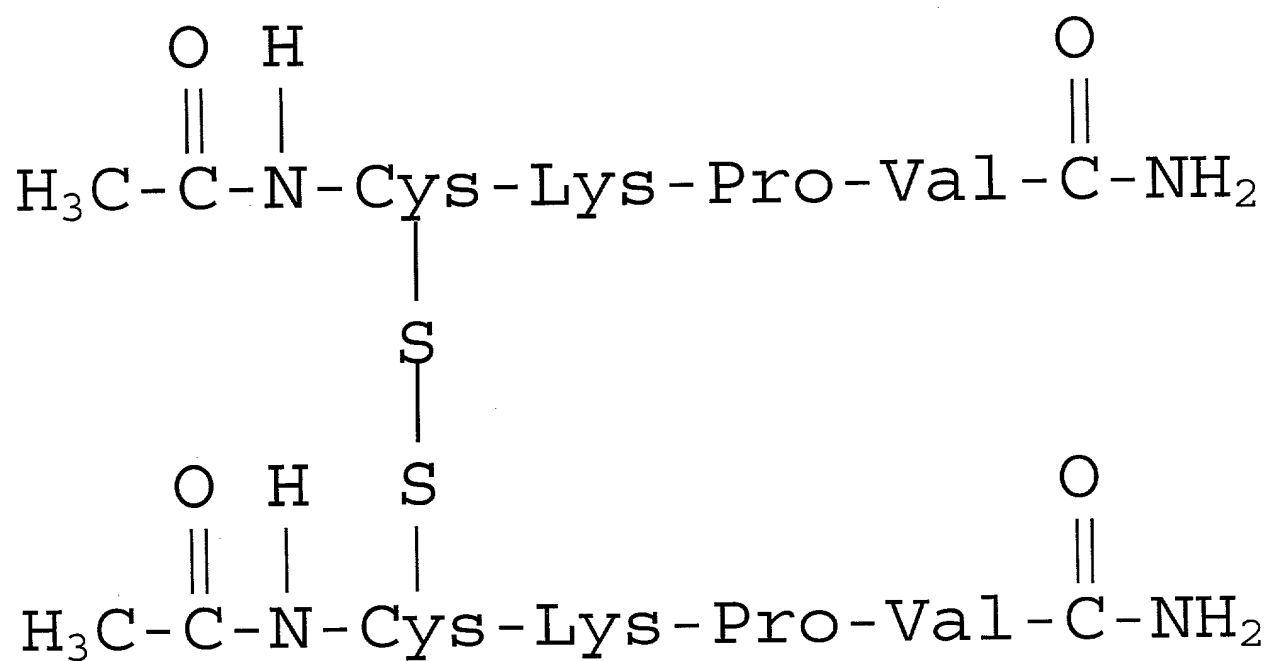 O H O
H₃C-C-N-Cys-Lys-Pro-Val-C-NH₂
S
S
O H O
H₃C-C-N-Cys-Lys-Pro-Val-C-NH₂